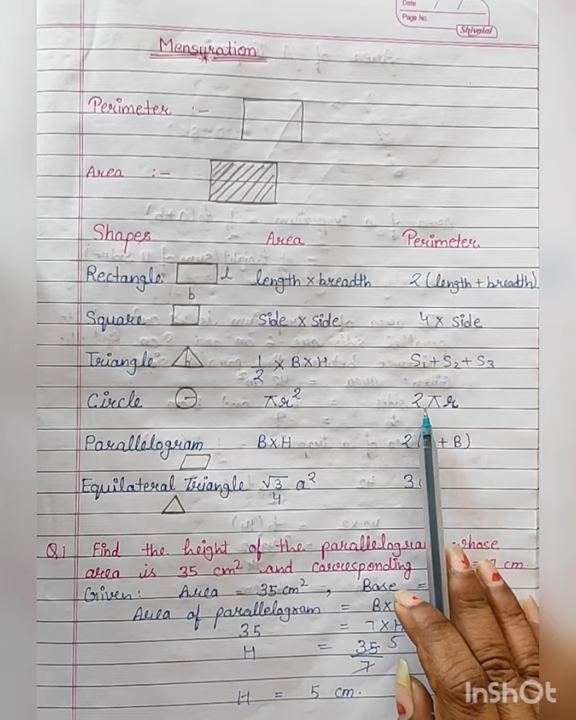 Date
Page No.
Shivalal
Mensuration
Perimeter :-
Area :-
Shapes Area Perimeter
Rectangle l length × breadth 2 (length + breadth)
b
Square side × side 4 × side
Triangle h 1/2 × B × H S₁ + S₂ + S₃
Circle πr² 2πr
Parallelogram B × H 2( + B)
Equilateral Triangle √3/4 a² 3
Q.1 Find the height of the parallelogra whose
area is 35 cm² and corresponding cm.
Given: Area = 35 cm², Base =
Area of parallelogram = B×
35 = 7 × H
H = 35/7 5
H = 5 cm.
InShOt